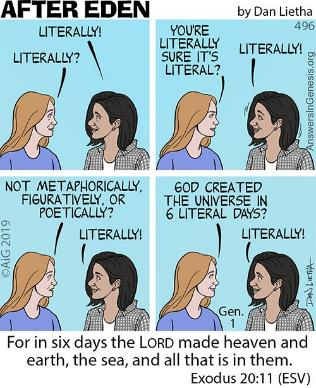 AFTER EDEN
by Dan Lietha
496
LITERALLY!
LITERALLY?
YOU'RE
LITERALLY
SURE IT'S
LITERAL?
LITERALLY!
AnswersInGenesis.org
NOT METAPHORICALLY,
FIGURATIVELY, OR
POETICALLY?
LITERALLY!
©AiG 2019
GOD CREATED
THE UNIVERSE IN
6 LITERAL DAYS?
LITERALLY!
Gen.
1
DAN LIETHA
For in six days the LORD made heaven and
earth, the sea, and all that is in them.
Exodus 20:11 (ESV)